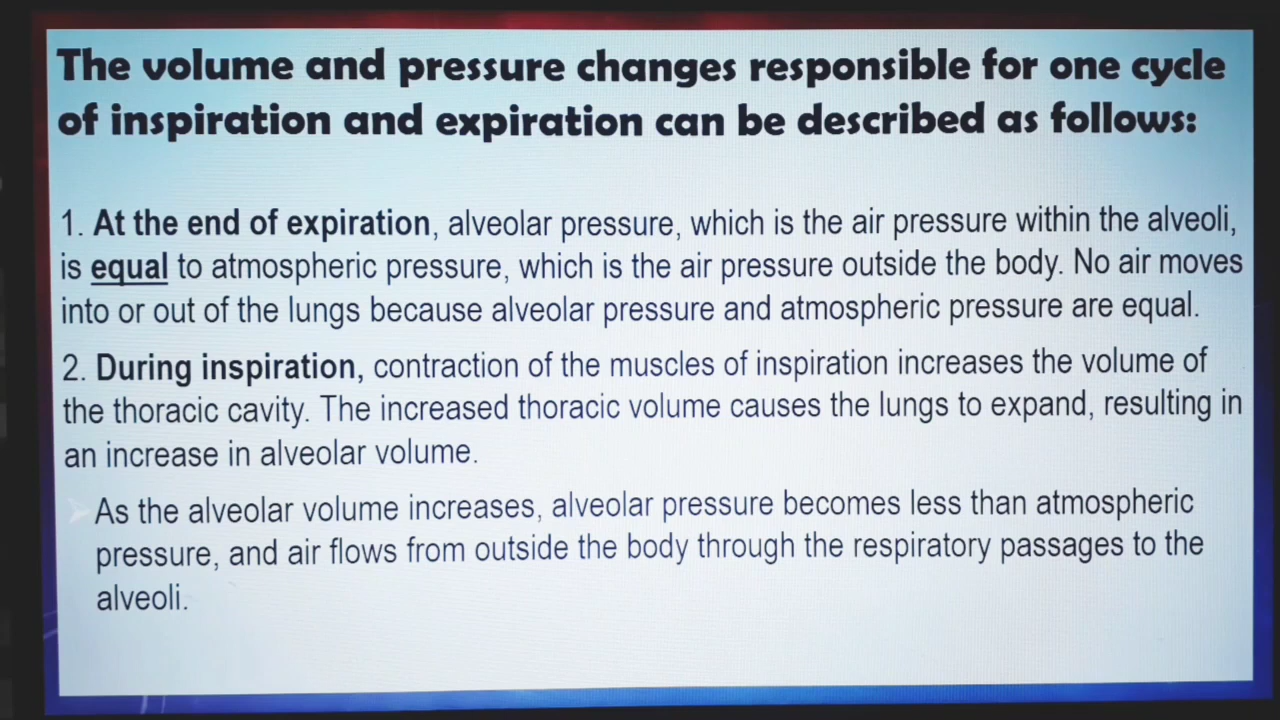 The volume and pressure changes responsible for one cycle
of inspiration and expiration can be described as follows:
1. At the end of expiration, alveolar pressure, which is the air pressure within the alveoli,
is equal to atmospheric pressure, which is the air pressure outside the body. No air moves
into or out of the lungs because alveolar pressure and atmospheric pressure are equal.
2. During inspiration, contraction of the muscles of inspiration increases the volume of
the thoracic cavity. The increased thoracic volume causes the lungs to expand, resulting in
an increase in alveolar volume.
As the alveolar volume increases, alveolar pressure becomes less than atmospheric
pressure, and air flows from outside the body through the respiratory passages to the
alveoli.